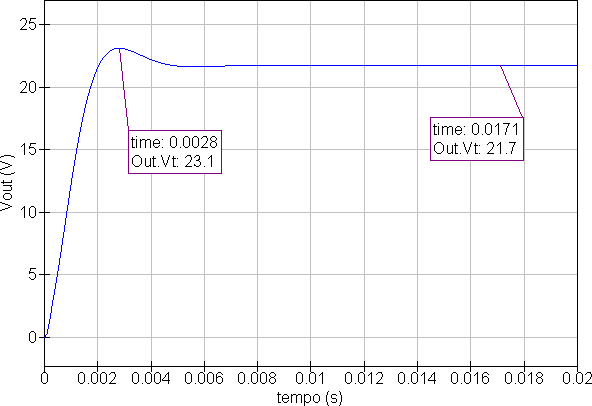 25
20
15
10
5
0
Vout (V)
time: 0.0028
Out.Vt: 23.1
time: 0.0171
Out.Vt: 21.7
0 0.002 0.004 0.006 0.008 0.01 0.012 0.014 0.016 0.018 0.02
tempo (s)